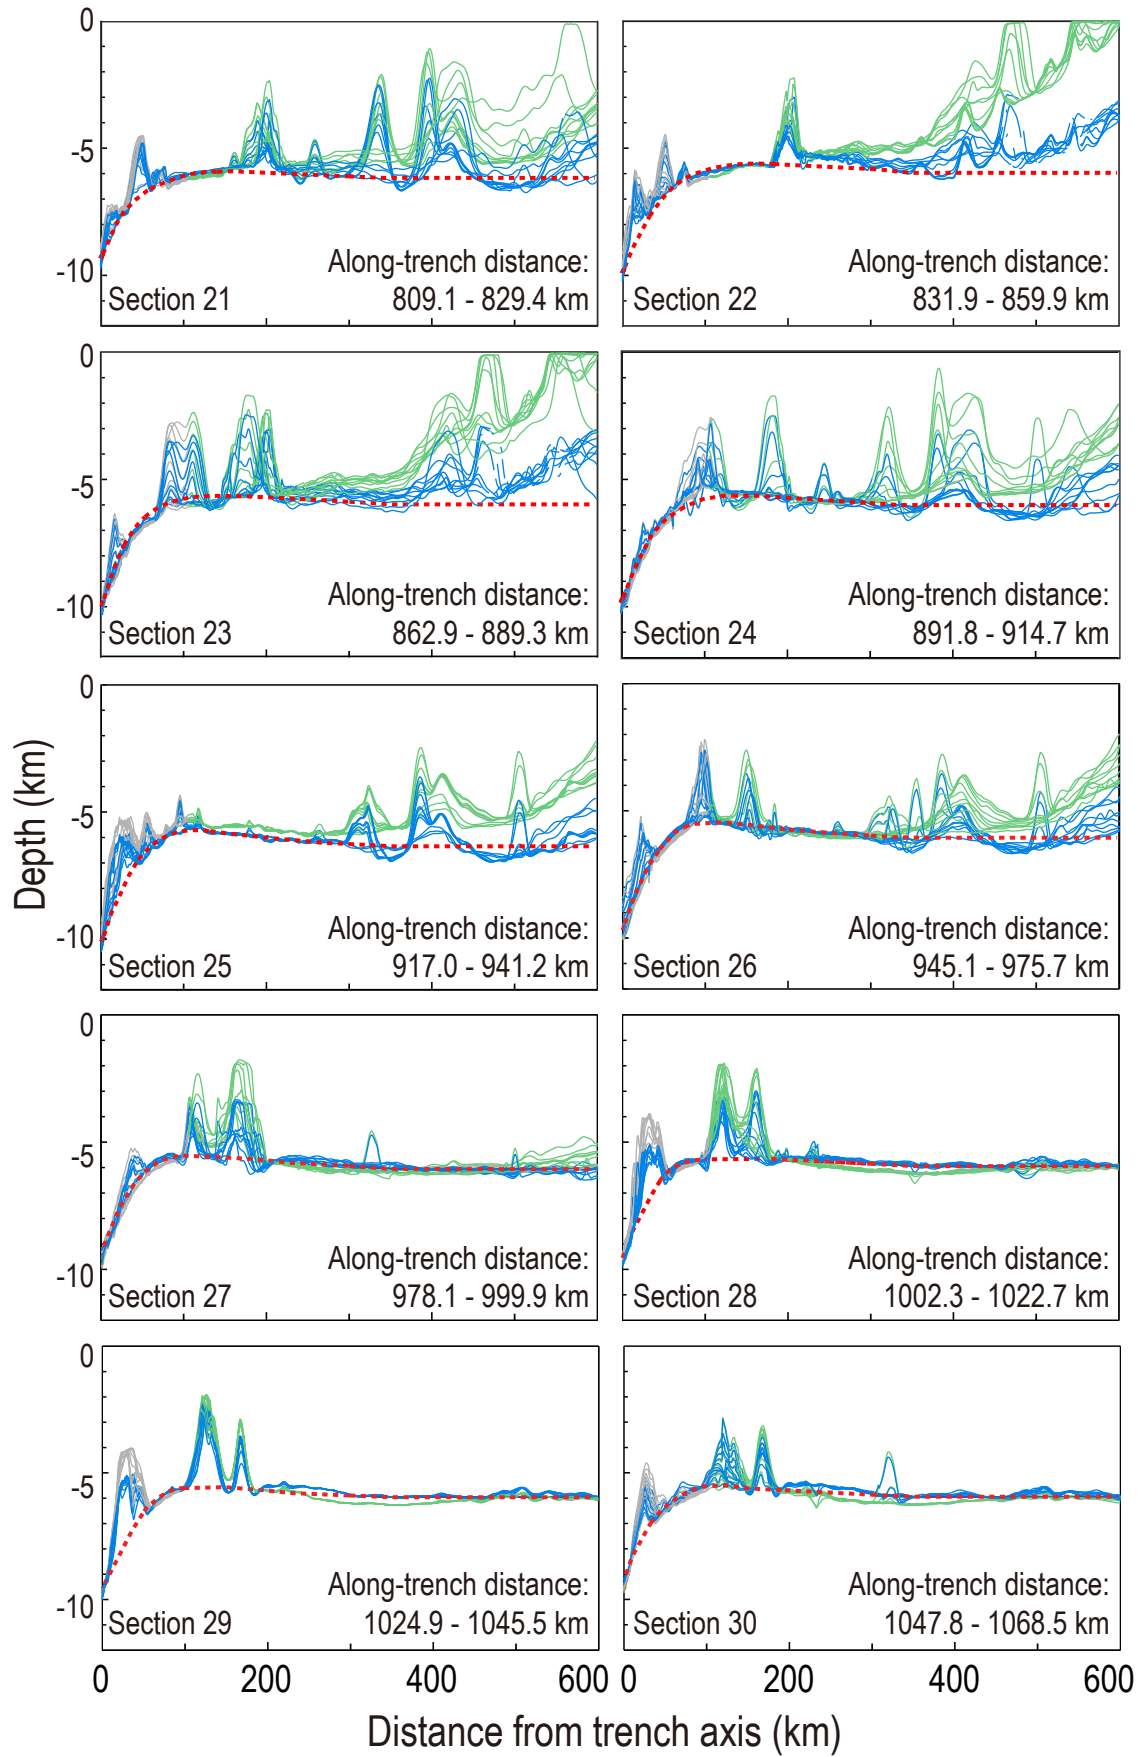 0
-5
-10
Along-trench distance:
Section 21
809.1 - 829.4 km
Along-trench distance:
Section 22
831.9 - 859.9 km
0
-5
-10
Along-trench distance:
Section 23
862.9 - 889.3 km
Along-trench distance:
Section 24
891.8 - 914.7 km
0
-5
-10
Along-trench distance:
Section 25
917.0 - 941.2 km
Along-trench distance:
Section 26
945.1 - 975.7 km
Depth (km)
0
-5
-10
Along-trench distance:
Section 27
978.1 - 999.9 km
Along-trench distance:
Section 28
1002.3 - 1022.7 km
0
-5
-10
Along-trench distance:
Section 29
1024.9 - 1045.5 km
Along-trench distance:
Section 30
1047.8 - 1068.5 km
0 200 400 600
0 200 400 600
Distance from trench axis (km)